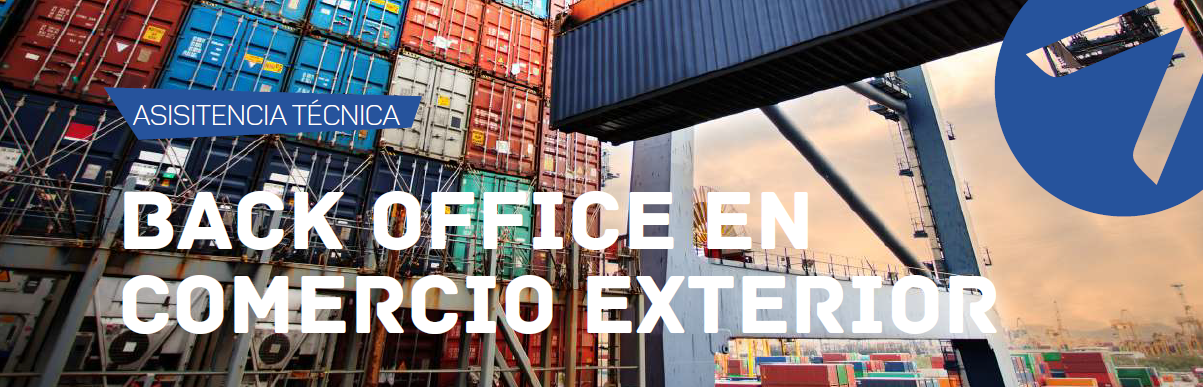 ASISITENCIA TÉCNICA
BACK OFFICE EN
COMERCIO EXTERIOR